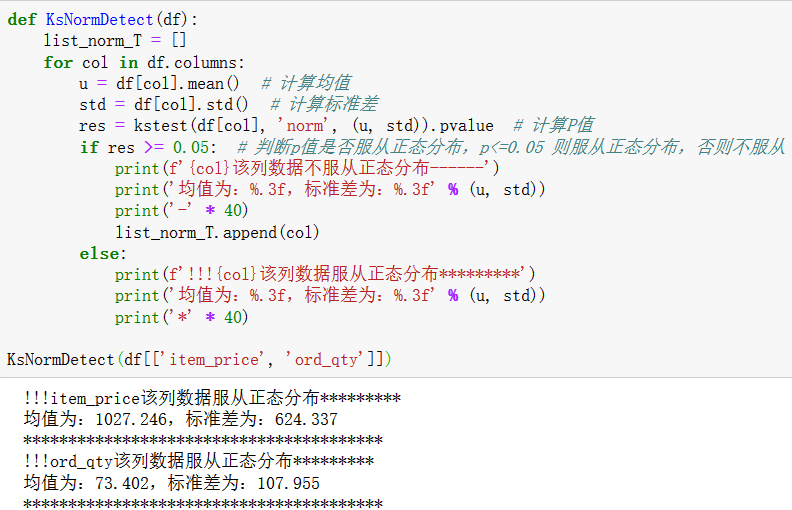 def KsNormDetect(df):
    list_norm_T = []
    for col in df.columns:
        u = df[col].mean()  # 计算均值
        std = df[col].std()  # 计算标准差
        res = kstest(df[col], 'norm', (u, std)).pvalue  # 计算P值
        if res >= 0.05:  # 判断p值是否服从正态分布，p<=0.05 则服从正态分布，否则不服从
            print(f'{col}该列数据不服从正态分布------')
            print('均值为：%.3f，标准差为：%.3f' % (u, std))
            print('-' * 40)
            list_norm_T.append(col)
        else:
            print(f'!!!{col}该列数据服从正态分布*********')
            print('均值为：%.3f，标准差为：%.3f' % (u, std))
            print('*' * 40)
KsNormDetect(df[['item_price', 'ord_qty']])
!!!item_price该列数据服从正态分布*********
均值为：1027.246，标准差为：624.337
****************************************
!!!ord_qty该列数据服从正态分布*********
均值为：73.402，标准差为：107.955
****************************************